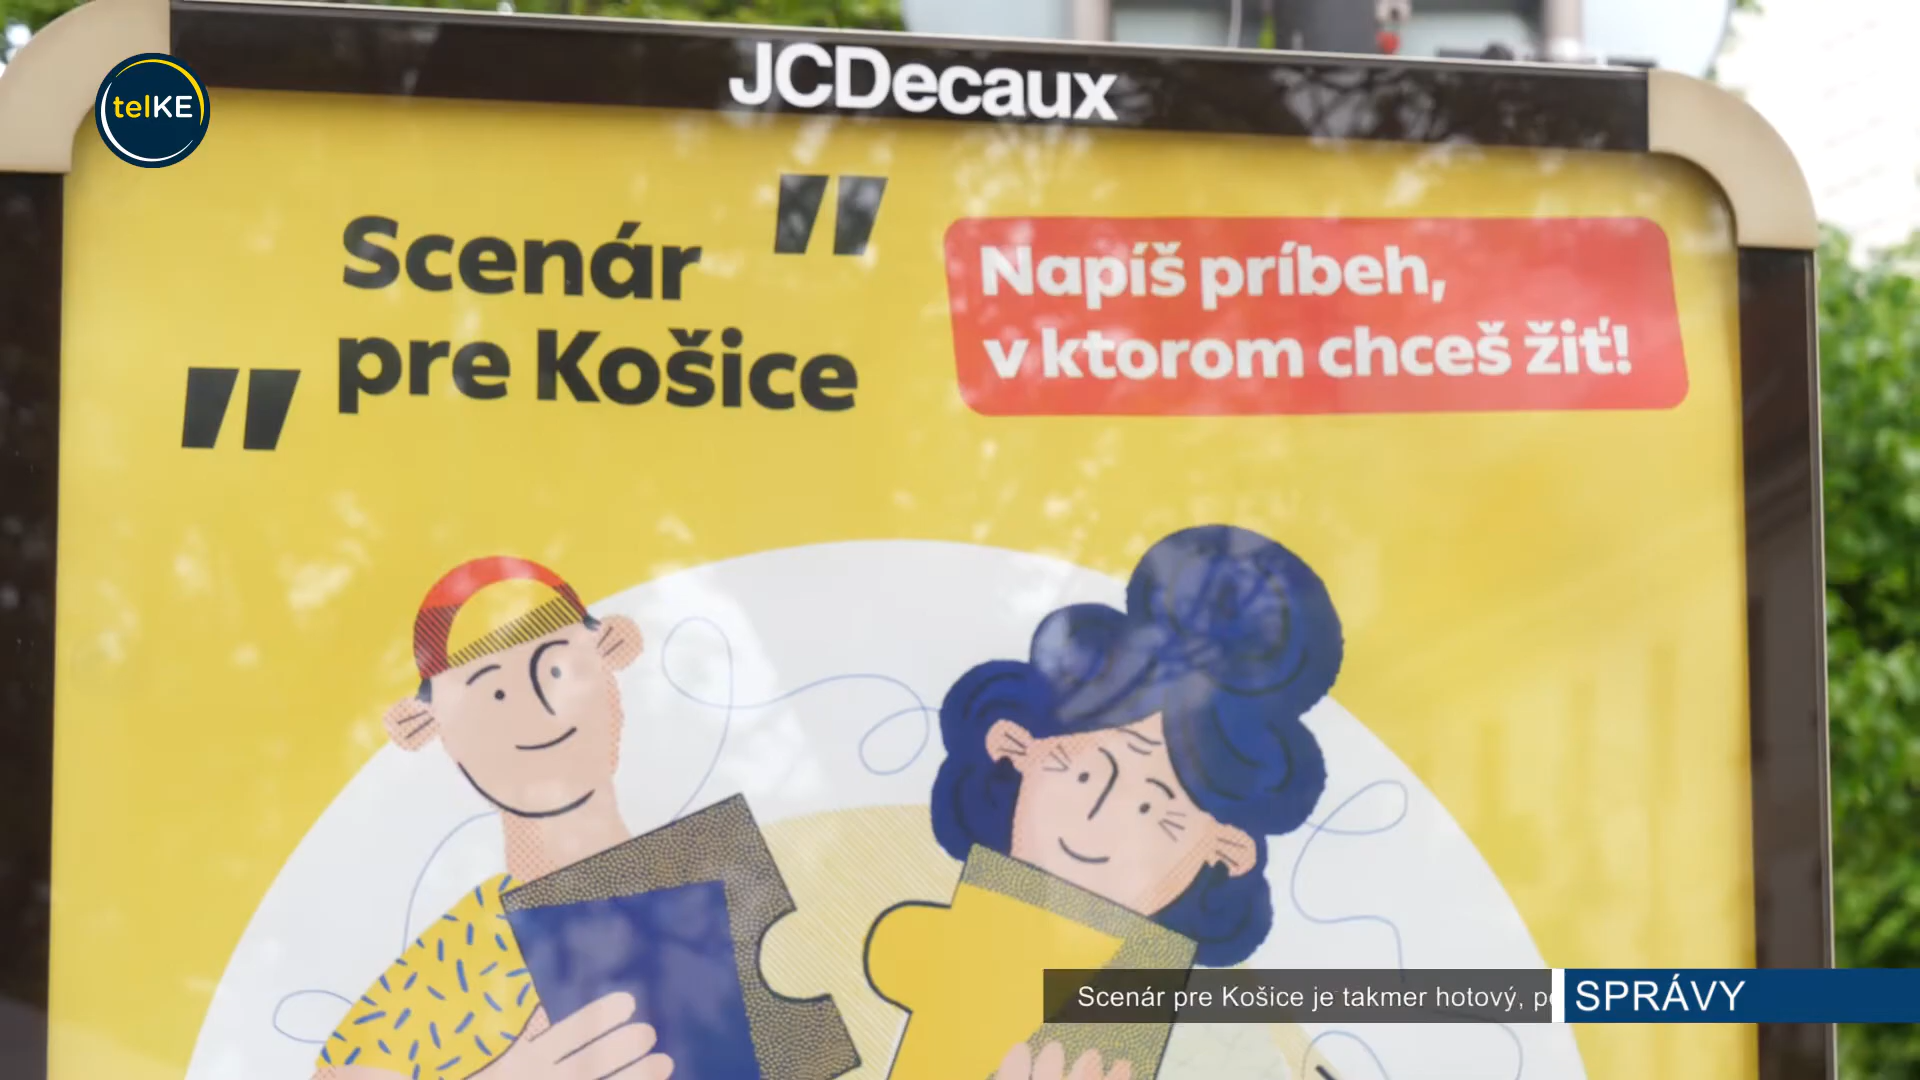 JCDecaux
telKE
"Scenár
pre Košice"
Napíš príbeh,
v ktorom chceš žiť!
Scenár pre Košice je takmer hotový,
SPRÁVY